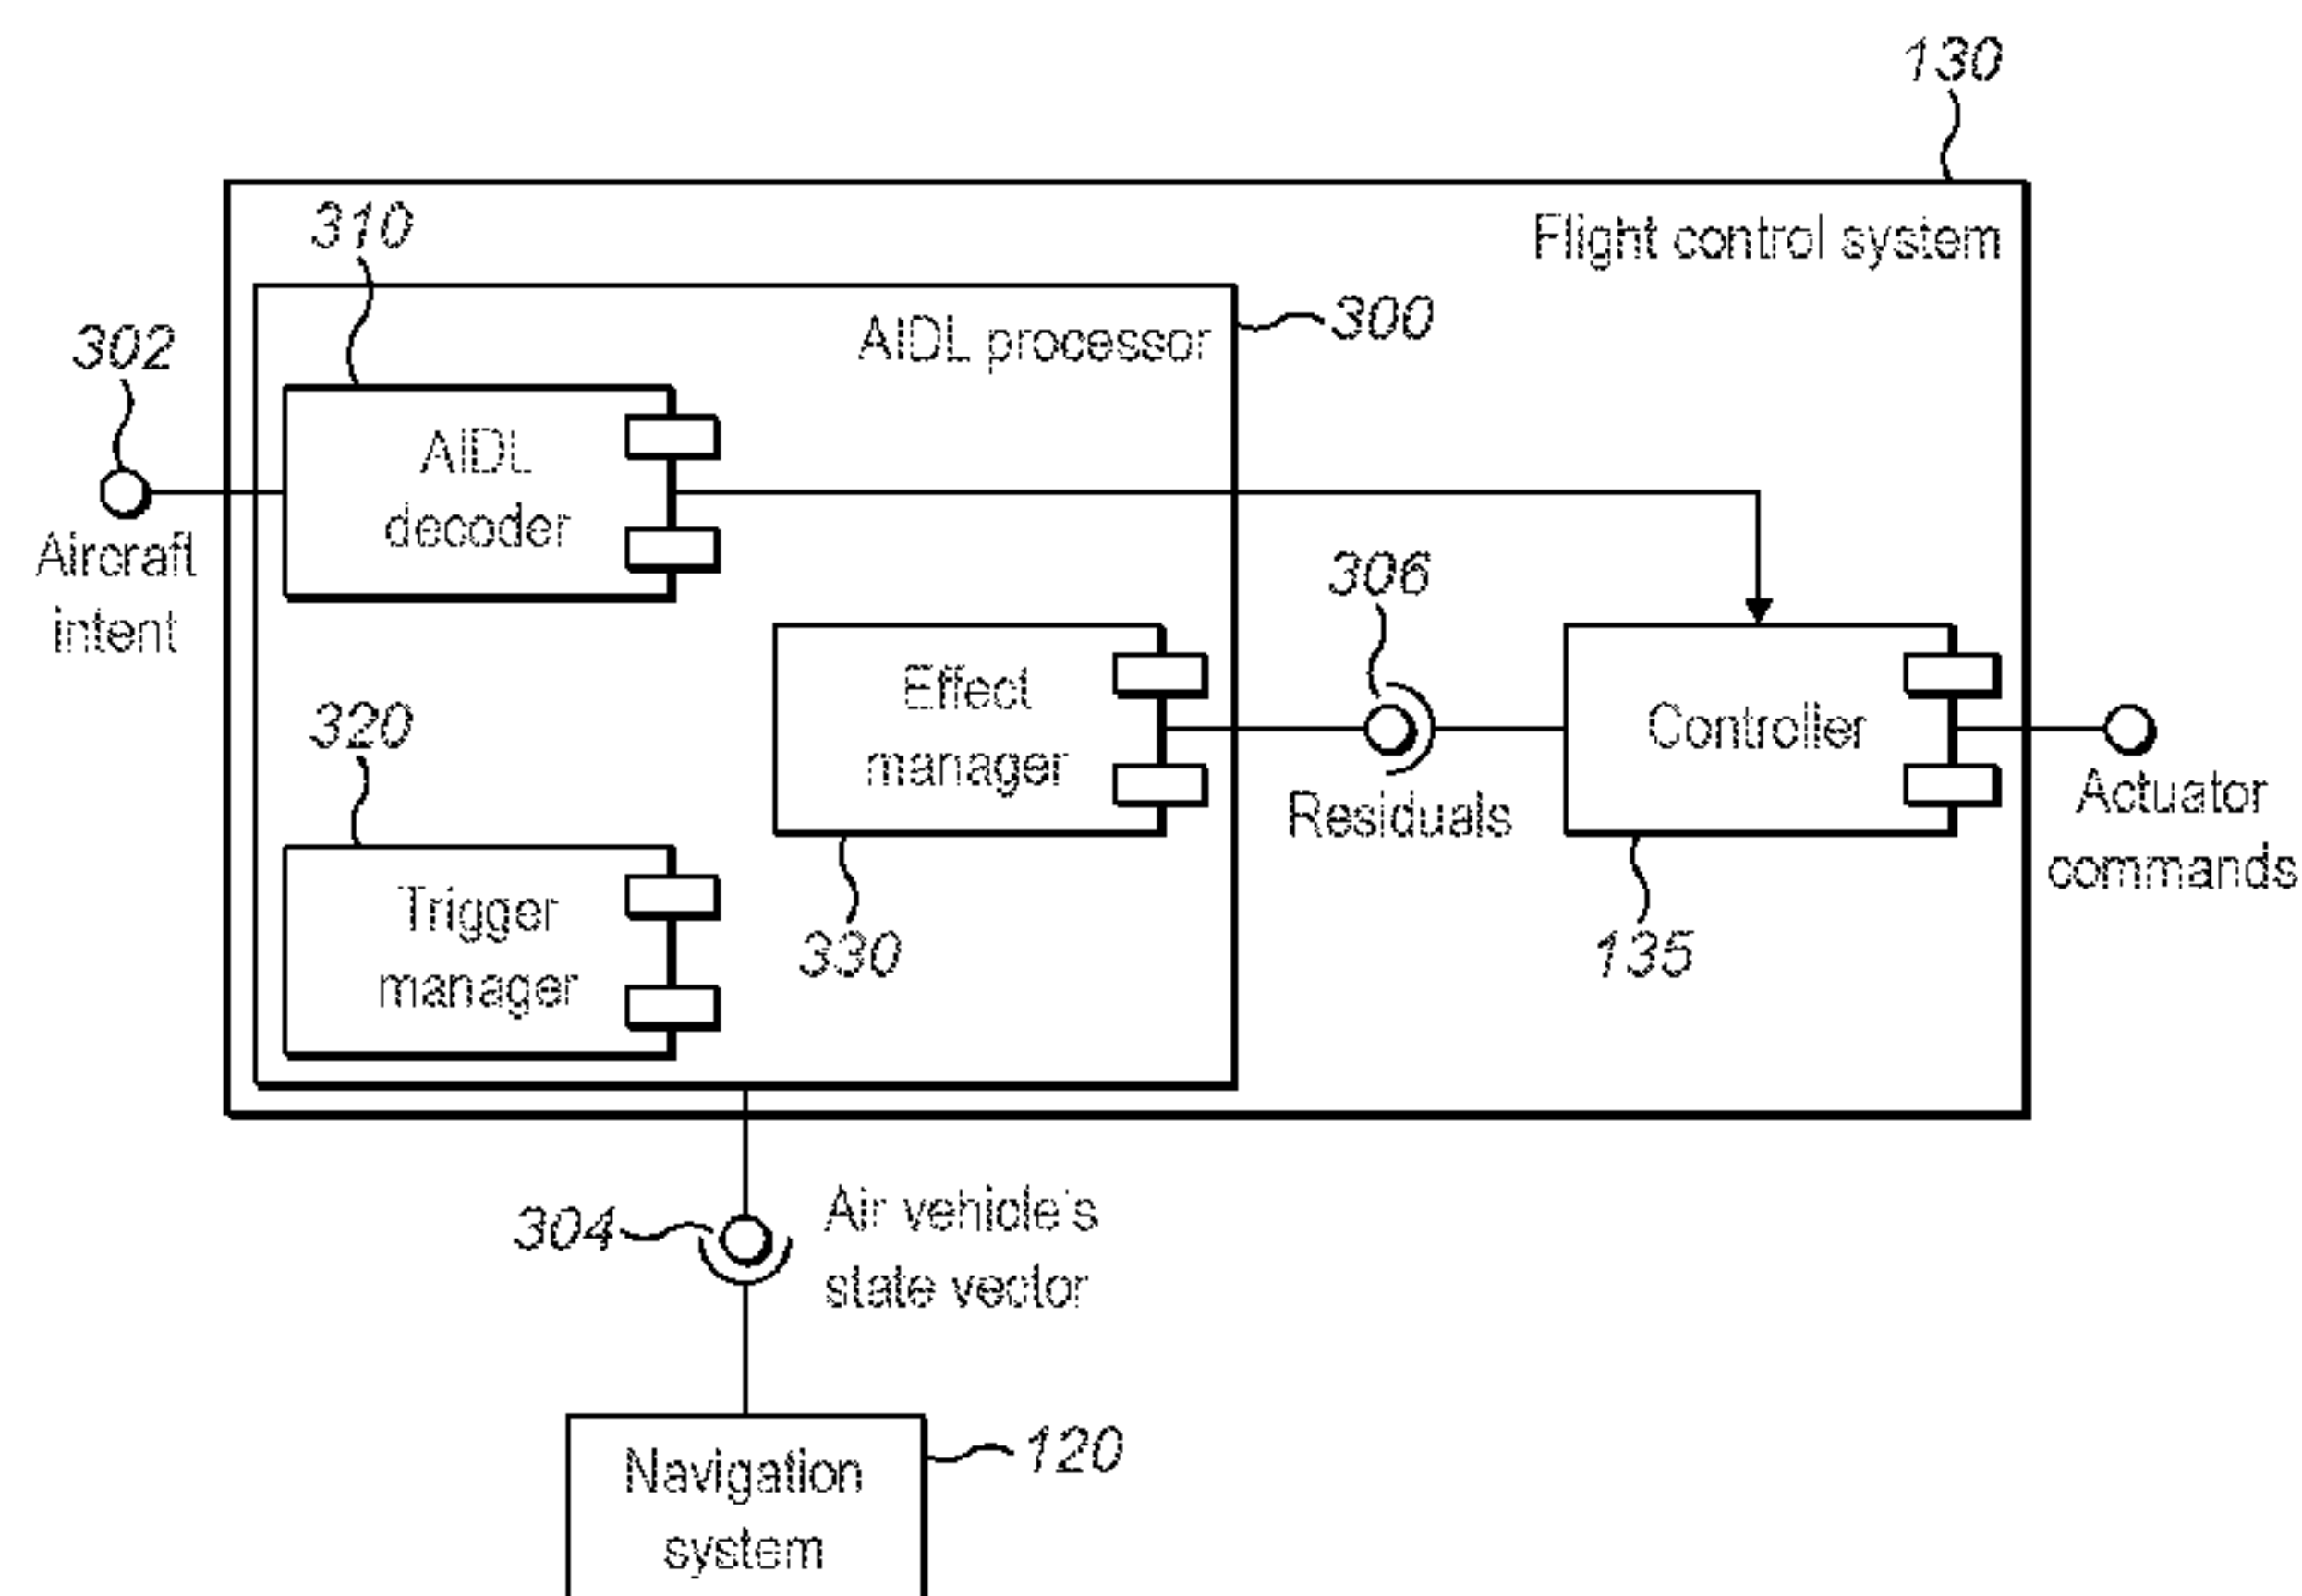 130
Flight control system
310
300
AIDL processor
302
AIDL
decoder
Aircraft
intent
306
Effect
manager
Controller
320
Residuals
Actuator
commands
Trigger
manager
330
135
304
Air vehicle's
state vector
120
Navigation
system